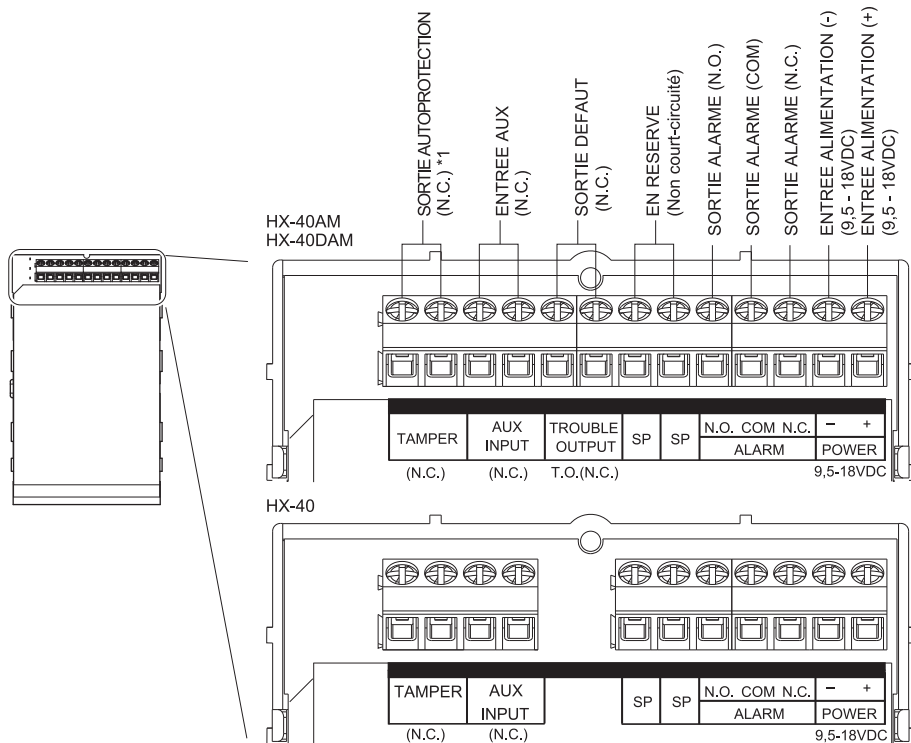 SORTIE AUTOPROTECTION
(N.C.) *1
ENTREE AUX
(N.C.)
SORTIE DEFAUT
(N.C.)
EN RESERVE
(Non court-circuité)
SORTIE ALARME (N.O.)
SORTIE ALARME (COM)
SORTIE ALARME (N.C.)
ENTREE ALIMENTATION (-)
(9,5 - 18VDC)
ENTREE ALIMENTATION (+)
(9,5 - 18VDC)
HX-40AM
HX-40DAM
TAMPER
(N.C.)
AUX
INPUT
(N.C.)
TROUBLE
OUTPUT
T.O.(N.C.)
SP
SP
N.O. COM N.C.
ALARM
− +
POWER
9,5-18VDC
HX-40
TAMPER
(N.C.)
AUX
INPUT
(N.C.)
SP
SP
N.O. COM N.C.
ALARM
− +
POWER
9,5-18VDC